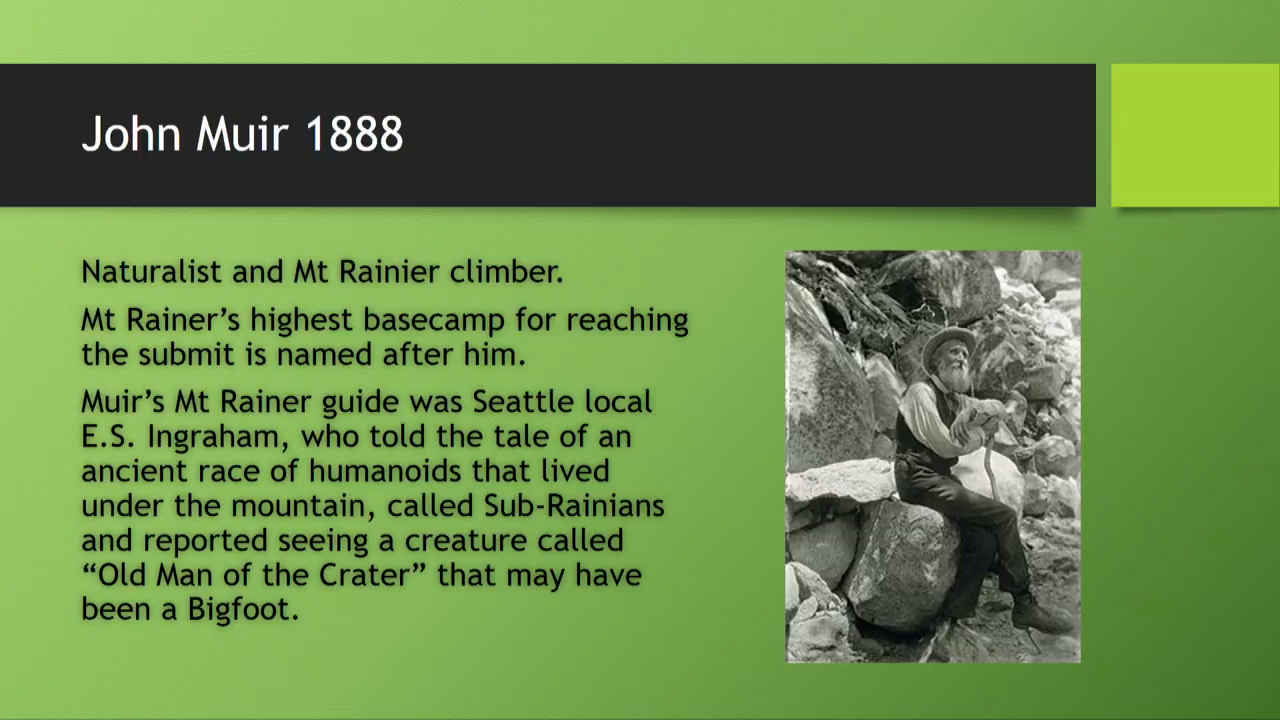 John Muir 1888
Naturalist and Mt Rainier climber.
Mt Rainer’s highest basecamp for reaching
the submit is named after him.
Muir’s Mt Rainer guide was Seattle local
E.S. Ingraham, who told the tale of an
ancient race of humanoids that lived
under the mountain, called Sub-Rainians
and reported seeing a creature called
“Old Man of the Crater” that may have
been a Bigfoot.